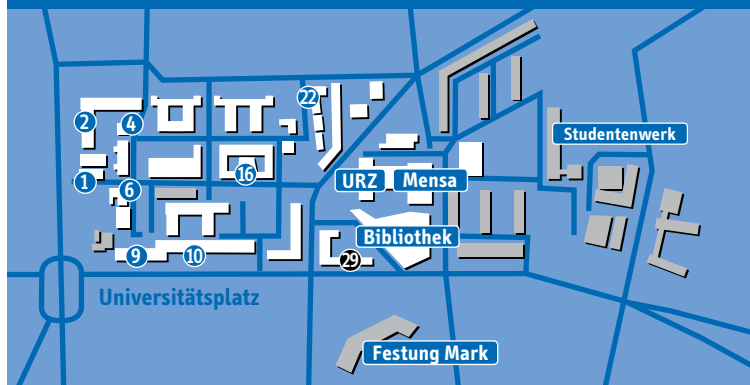 22
2
4
Studentenwerk
16
1
6
URZ
Mensa
Bibliothek
9
10
29
Universitätsplatz
Festung Mark